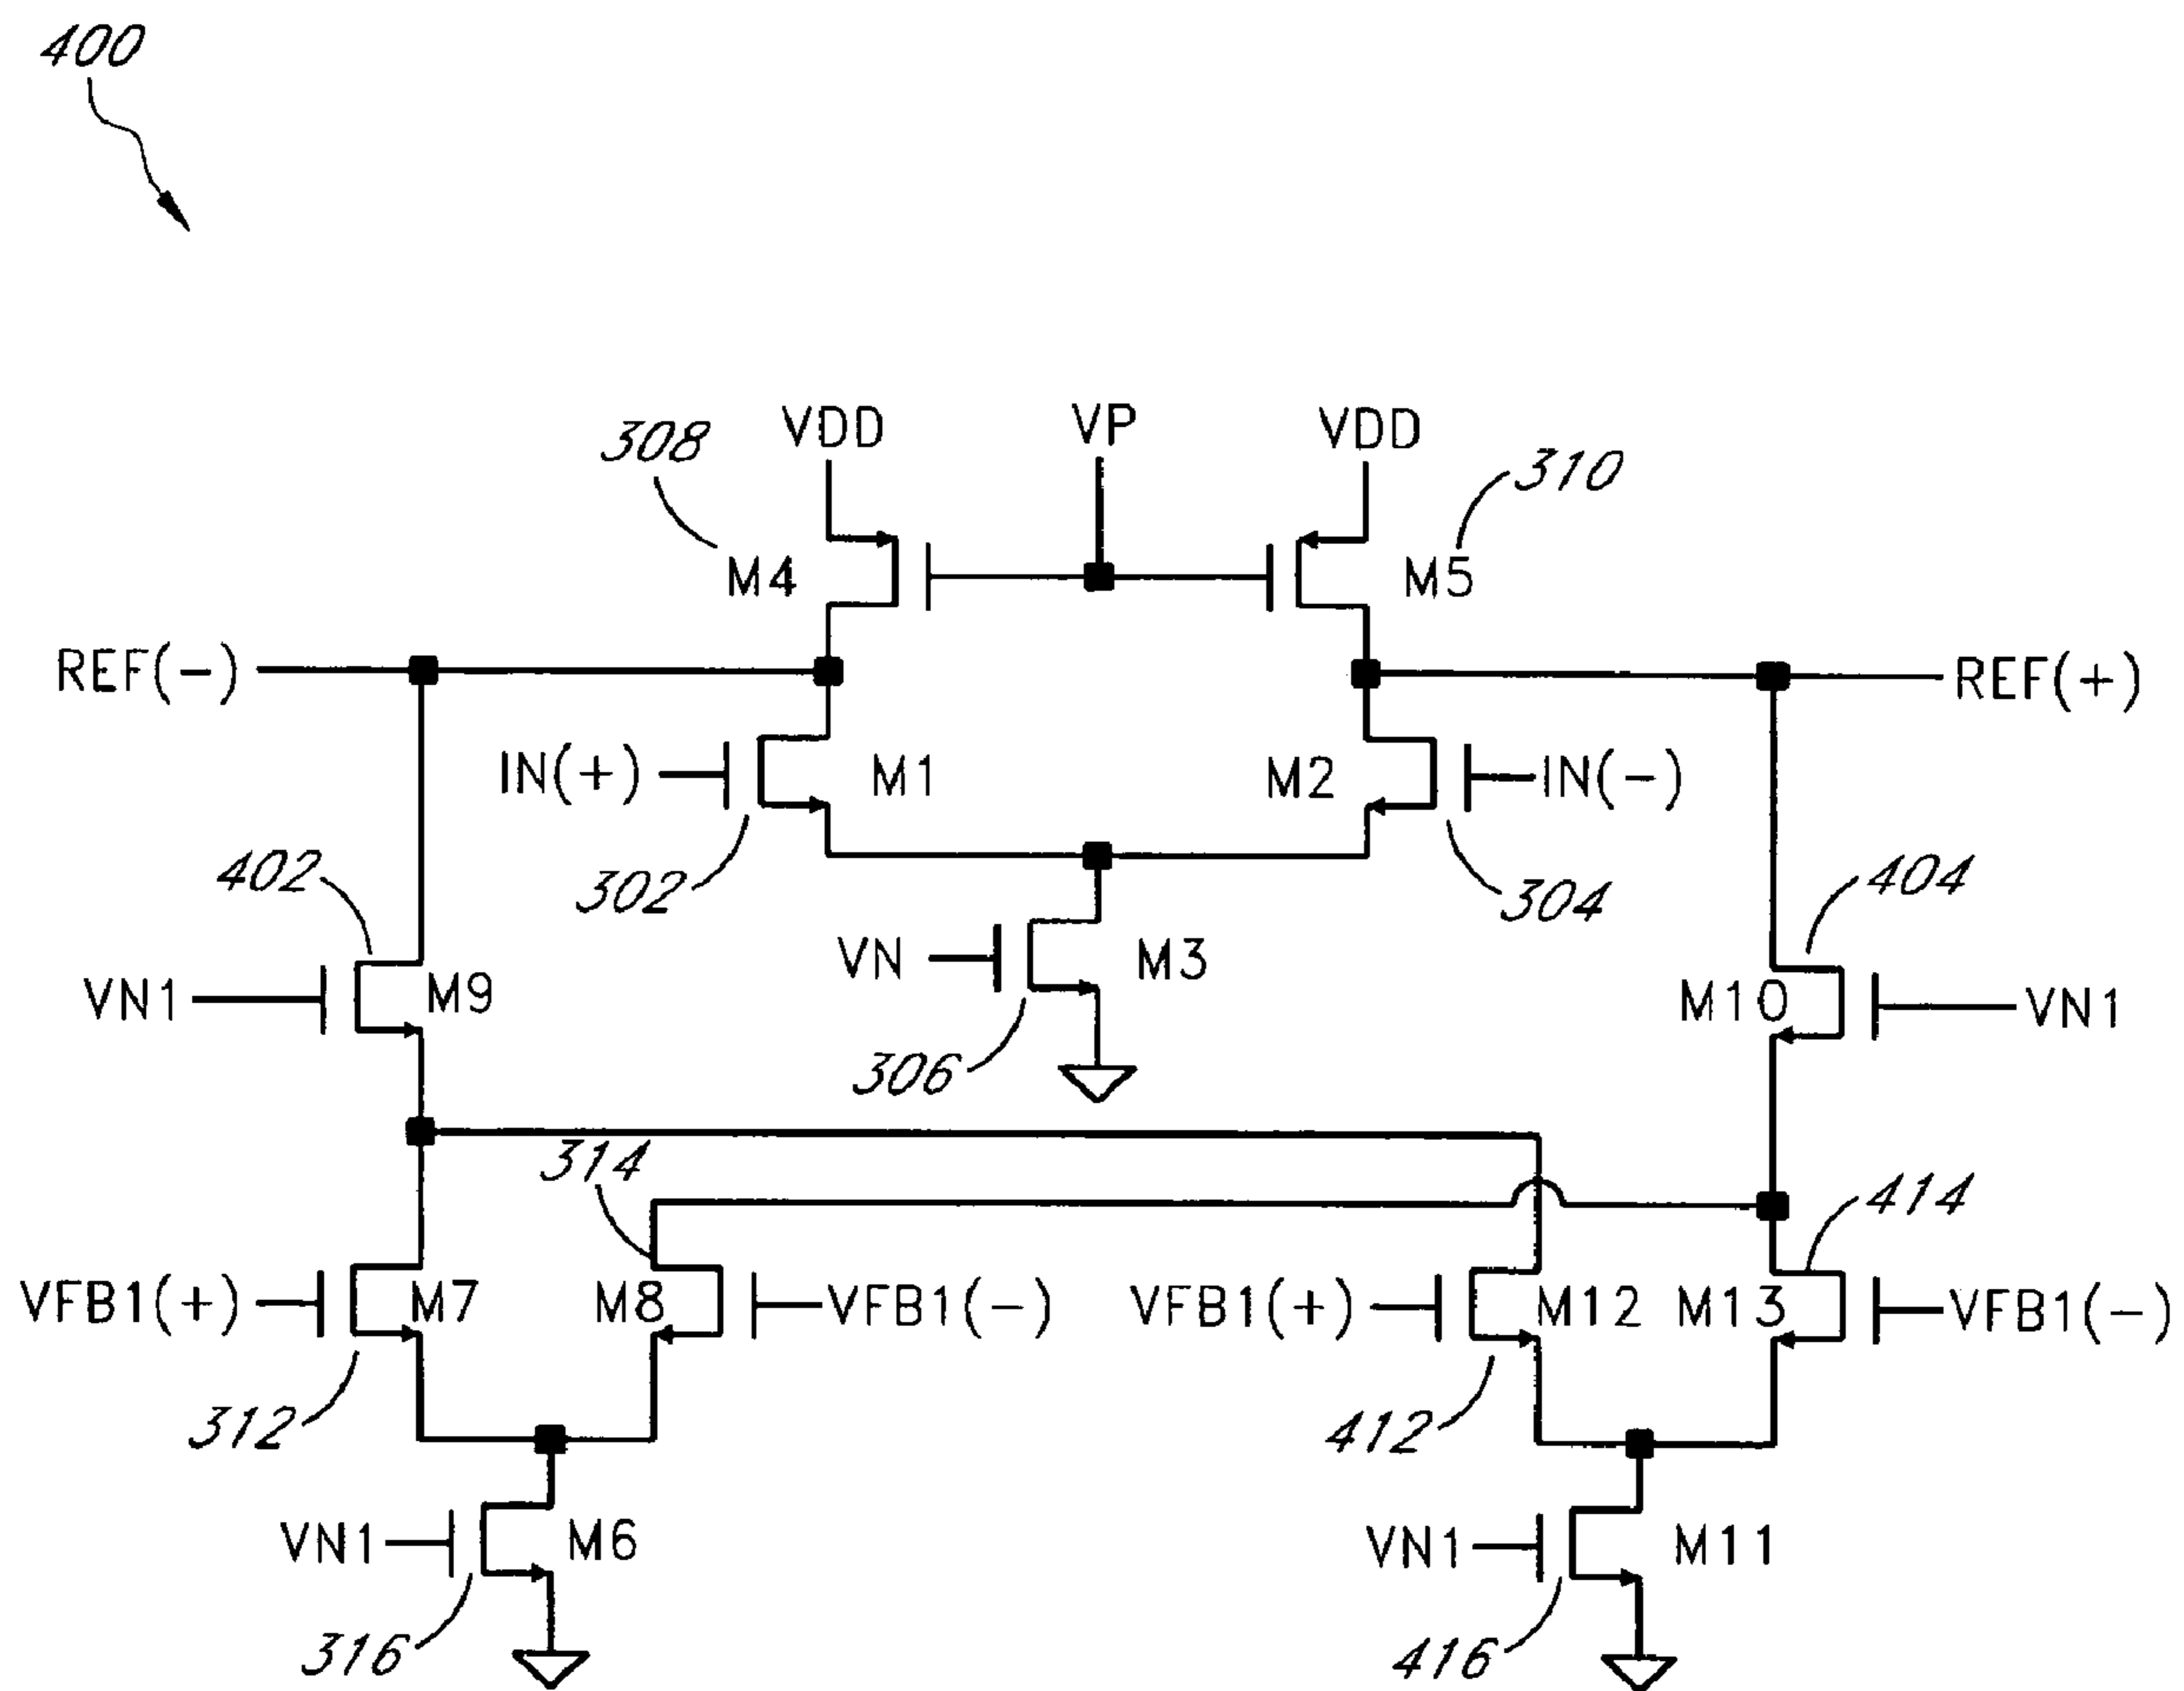 400
VDD VP VDD
308 310
M4 M5
REF(-) REF(+)
IN(+) M1 M2 IN(-)
402 302 304 404
VN M3
VN1 M9 M10 VN1
306
314 414
VFB1(+) M7 M8 VFB1(-) VFB1(+) M12 M13 VFB1(-)
312 412
VN1 M6 VN1 M11
316 416